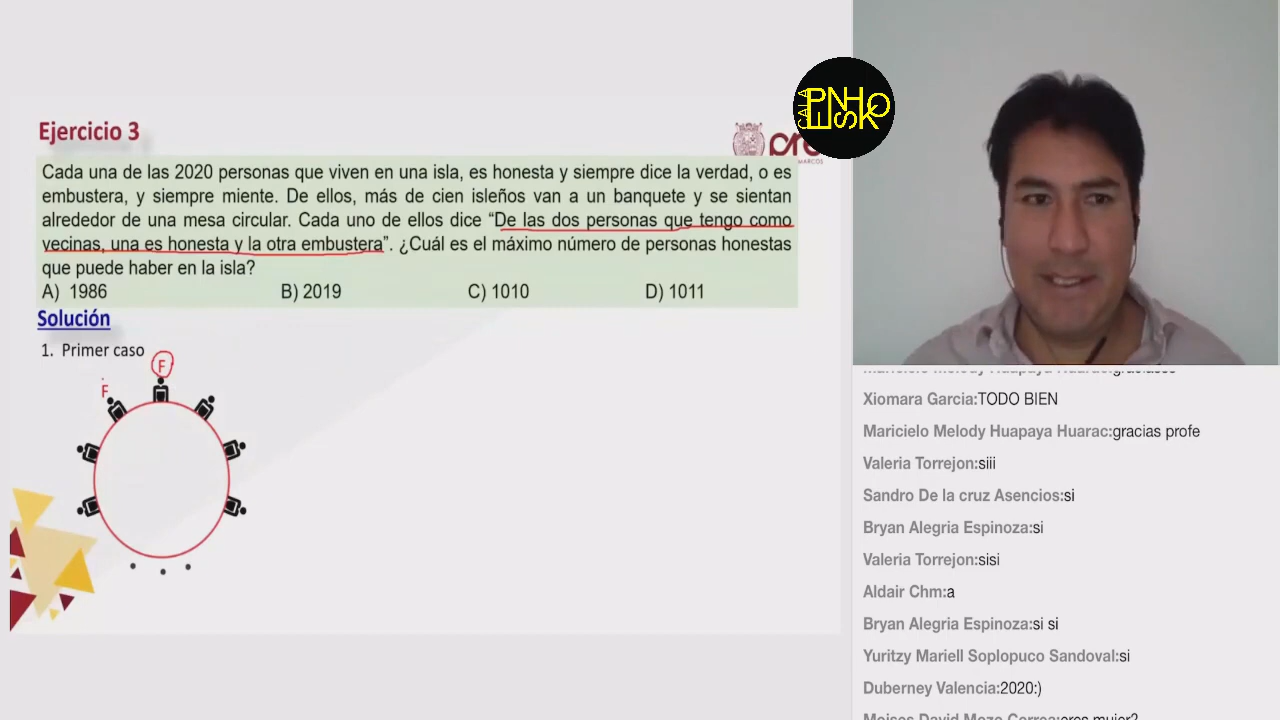 Ejercicio 3
Cada una de las 2020 personas que viven en una isla, es honesta y siempre dice la verdad, o es
embustera, y siempre miente. De ellos, más de cien isleños van a un banquete y se sientan
alrededor de una mesa circular. Cada uno de ellos dice “De las dos personas que tengo como
vecinas, una es honesta y la otra embustera”. ¿Cuál es el máximo número de personas honestas
que puede haber en la isla?
A) 1986 B) 2019 C) 1010 D) 1011
Solución
1. Primer caso
F
F
MARCOS
Xiomara Garcia:TODO BIEN
Maricielo Melody Huapaya Huarac:gracias profe
Valeria Torrejon:siii
Sandro De la cruz Asencios:si
Bryan Alegria Espinoza:si
Valeria Torrejon:sisi
Aldair Chm:a
Bryan Alegria Espinoza:si si
Yuritzy Mariell Soplopuco Sandoval:si
Duberney Valencia:2020:)